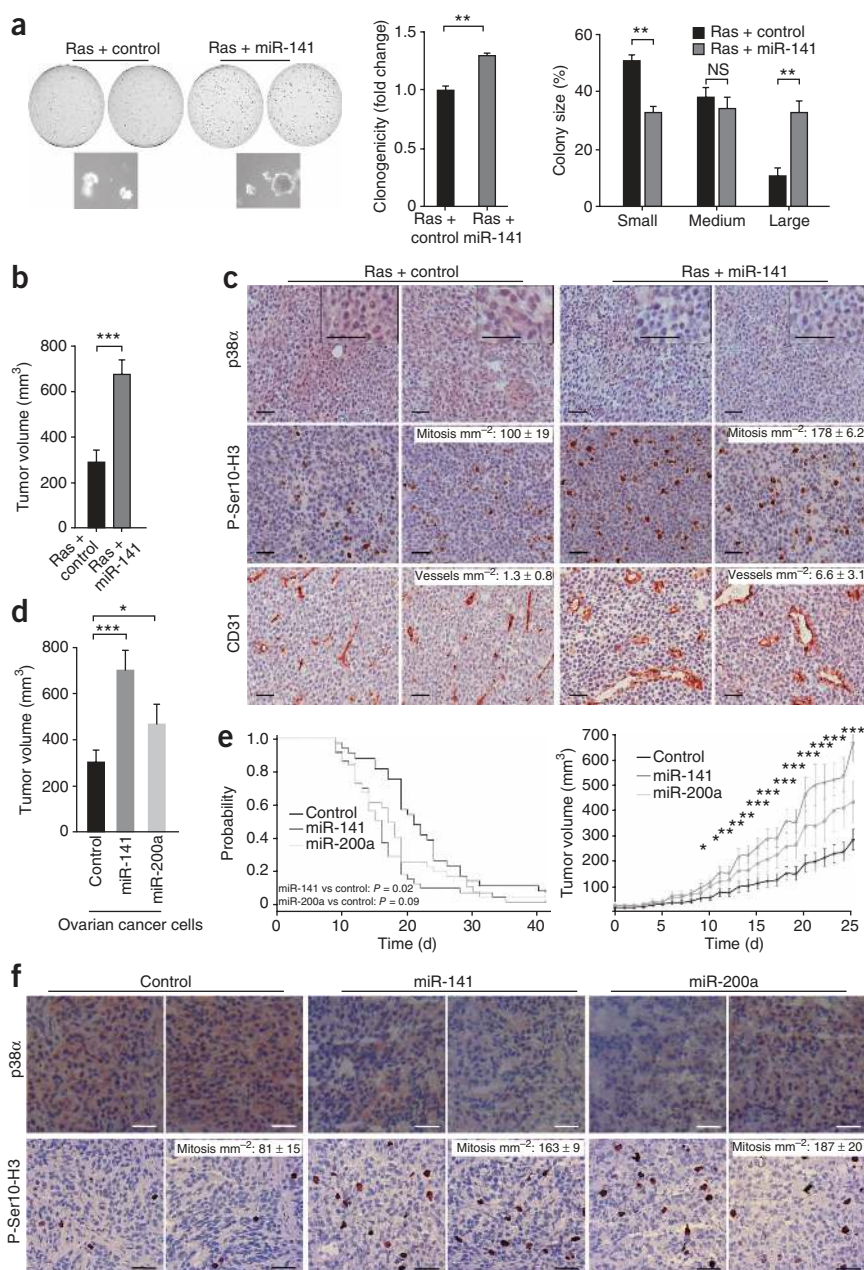 a
Ras + control
Ras + miR-141
Clonogenicity (fold change)
1.5
1.0
0.5
0
**
Ras +
control
Ras +
miR-141
Colony size (%)
60
40
20
0
**
NS
**
Ras + control
Ras + miR-141
Small
Medium
Large
b
Tumor volume (mm³)
800
600
400
200
0
***
Ras +
control
Ras +
miR-141
c
Ras + control
Ras + miR-141
p38α
P-Ser10-H3
Mitosis mm⁻²: 100 ± 19
Mitosis mm⁻²: 178 ± 6.2
CD31
Vessels mm⁻²: 1.3 ± 0.8
Vessels mm⁻²: 6.6 ± 3.1
d
Tumor volume (mm³)
800
600
400
200
0
*
***
Control
miR-141
miR-200a
Ovarian cancer cells
e
Probability
1.0
0.8
0.6
0.4
0.2
0
Control
miR-141
miR-200a
miR-141 vs control: P = 0.02
miR-200a vs control: P = 0.09
0 10 20 30 40
Time (d)
Tumor volume (mm³)
700
600
500
400
300
200
100
Control
miR-141
miR-200a
0 5 10 15 20 25
Time (d)
f
Control
miR-141
miR-200a
p38α
P-Ser10-H3
Mitosis mm⁻²: 81 ± 15
Mitosis mm⁻²: 163 ± 9
Mitosis mm⁻²: 187 ± 20